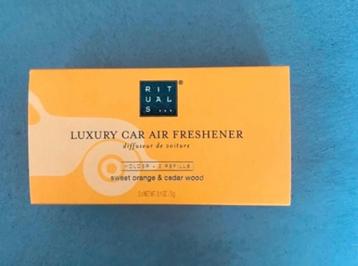 RIT
UAL
S...®
LUXURY CAR AIR FRESHENER
diffuseur de voiture
HOLDER + 2 REFILLS
sweet orange & cedar wood